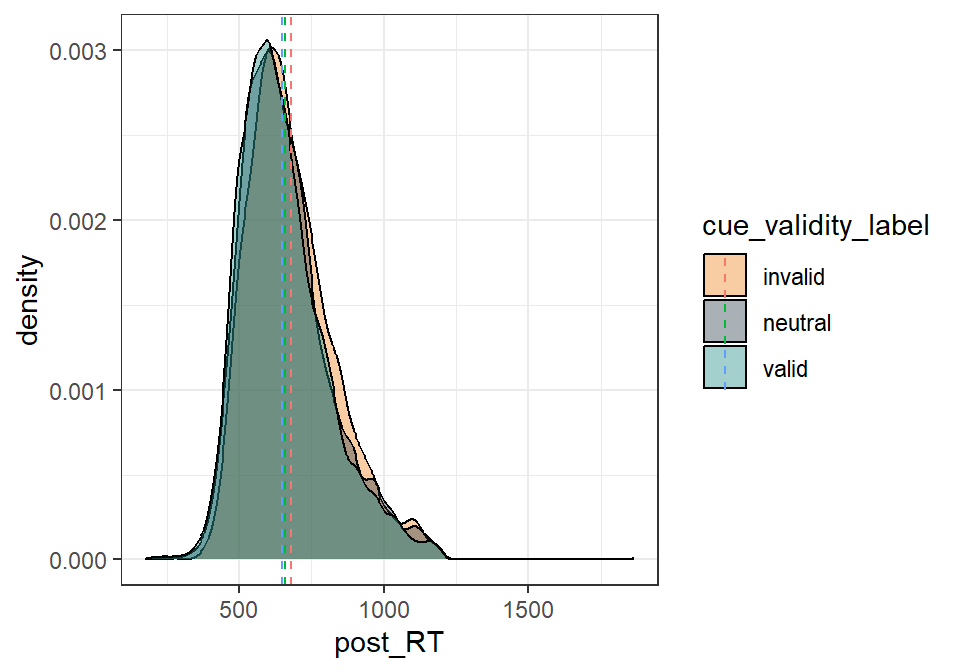 0.003
0.002
0.001
0.000
density
500 1000 1500
post_RT
cue_validity_label
invalid
neutral
valid